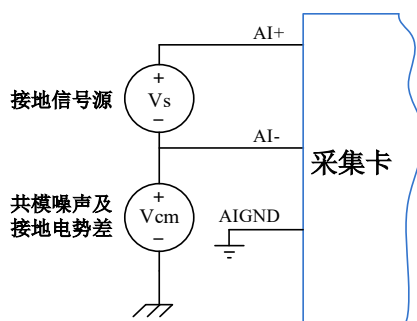 AI+
+
接地信号源
Vs
−
AI-
采集卡
+
共模噪声及
接地电势差
Vcm
−
AIGND